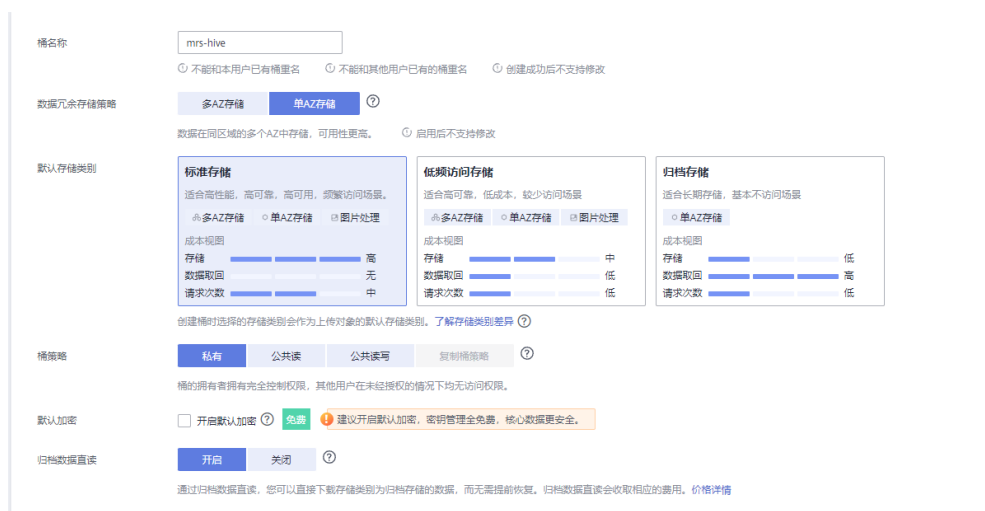 桶名称
mrs-hive
不能和本用户已有桶重名 不能和其他用户已有的桶重名 创建成功后不支持修改
数据冗余存储策略
多AZ存储 单AZ存储
数据在同区域的多个AZ中存储，可用性更高。 启用后不支持修改
默认存储类别
标准存储
适合高性能，高可靠，高可用，频繁访问场景。
多AZ存储 单AZ存储 图片处理
成本视图
存储 高
数据取回 无
请求次数 中
低频访问存储
适合高可靠，低成本，较少访问场景
多AZ存储 单AZ存储 图片处理
成本视图
存储 中
数据取回 低
请求次数 低
归档存储
适合长期存储，基本不访问场景
单AZ存储
成本视图
存储 低
数据取回 高
请求次数 低
创建桶时选择的存储类别会作为上传对象的默认存储类别。了解存储类别差异
桶策略
私有 公共读 公共读写 复制桶策略
桶的拥有者拥有完全控制权限，其他用户在未经授权的情况下均无访问权限。
默认加密
开启默认加密 免费 建议开启默认加密，密钥管理全免费，核心数据更安全。
归档数据直读
开启 关闭
通过归档数据直读，您可以直接下载存储类别为归档存储的数据，而无需提前恢复。归档数据直读会收取相应的费用。价格详情